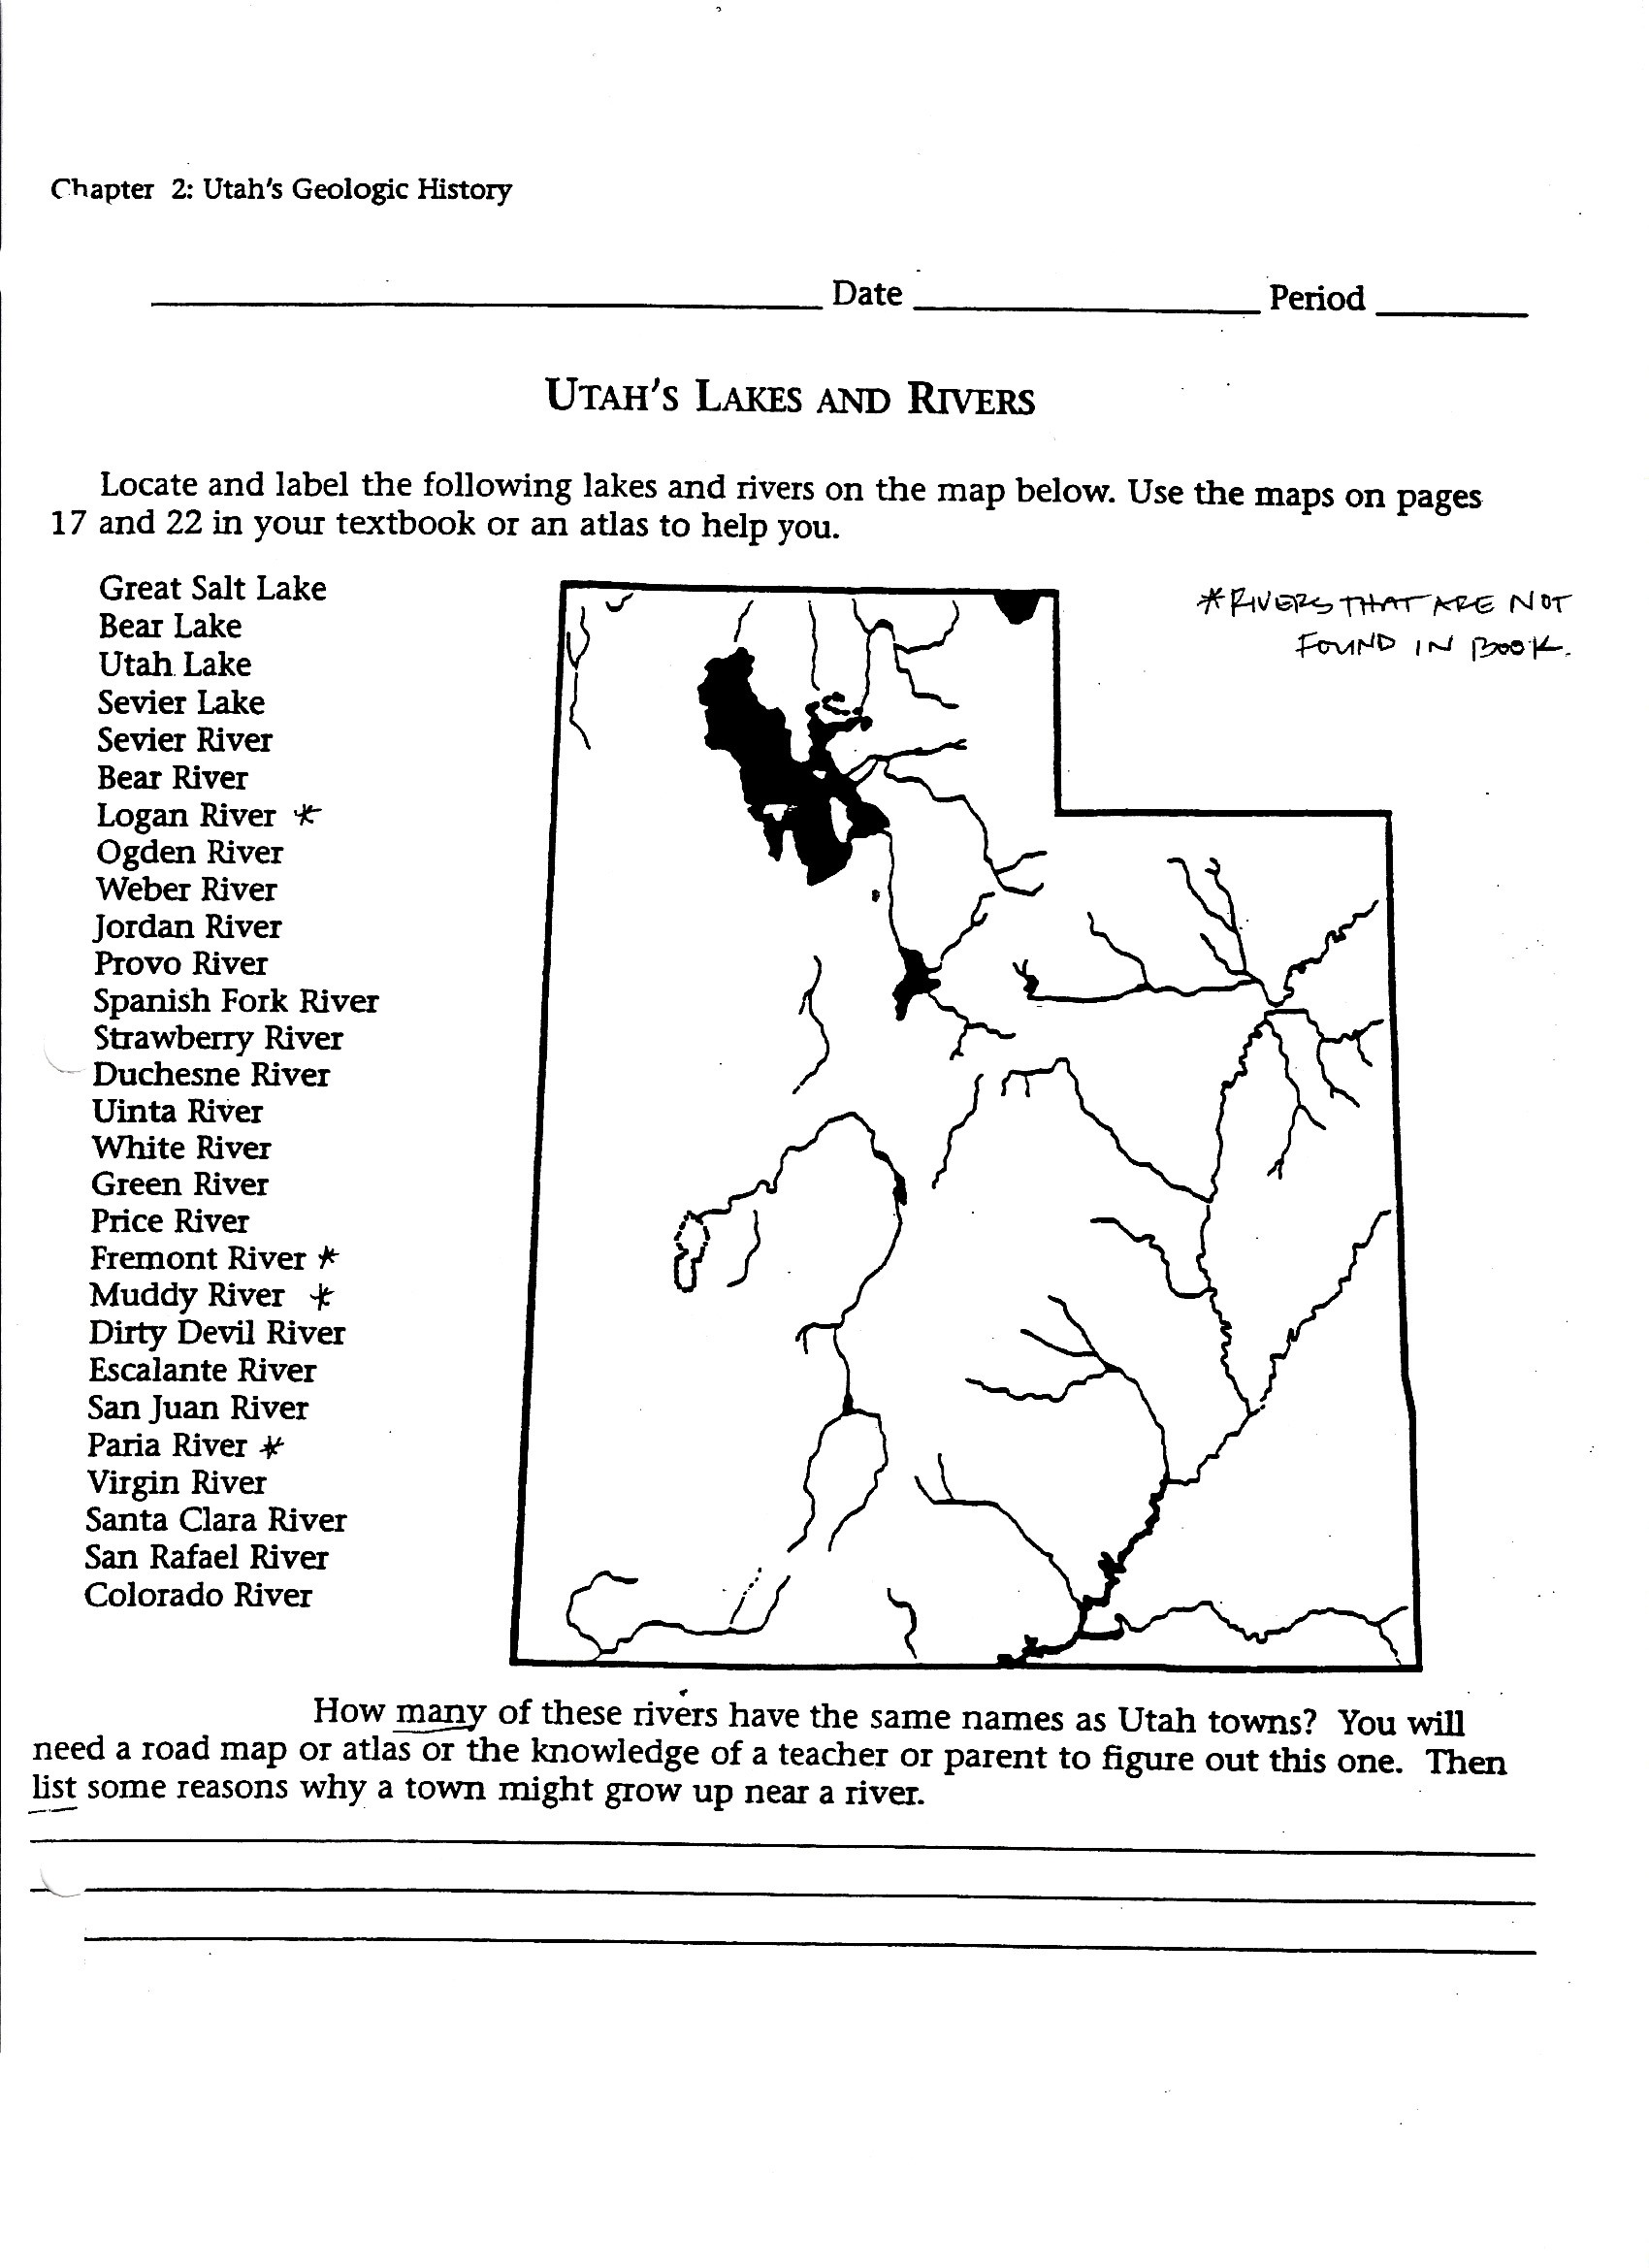 Chapter 2: Utah's Geologic History
Date Period
UTAH'S LAKES AND RIVERS
Locate and label the following lakes and rivers on the map below. Use the maps on pages
17 and 22 in your textbook or an atlas to help you.
Great Salt Lake
Bear Lake
Utah Lake
Sevier Lake
Sevier River
Bear River
Logan River *
Ogden River
Weber River
Jordan River
Provo River
Spanish Fork River
Strawberry River
Duchesne River
Uinta River
White River
Green River
Price River
Fremont River *
Muddy River *
Dirty Devil River
Escalante River
San Juan River
Paria River *
Virgin River
Santa Clara River
San Rafael River
Colorado River
* RIVERS THAT ARE NOT
FOUND IN BOOK.
How many of these rivers have the same names as Utah towns? You will
need a road map or atlas or the knowledge of a teacher or parent to figure out this one. Then
list some reasons why a town might grow up near a river.